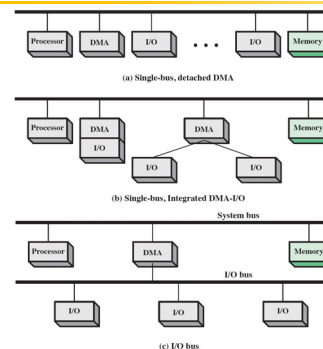 Processor DMA I/O • • • I/O Memory
(a) Single-bus, detached DMA
Processor DMA DMA Memory
I/O
I/O I/O
(b) Single-bus, Integrated DMA-I/O
System bus
Processor DMA Memory
I/O bus
I/O I/O I/O
(c) I/O bus